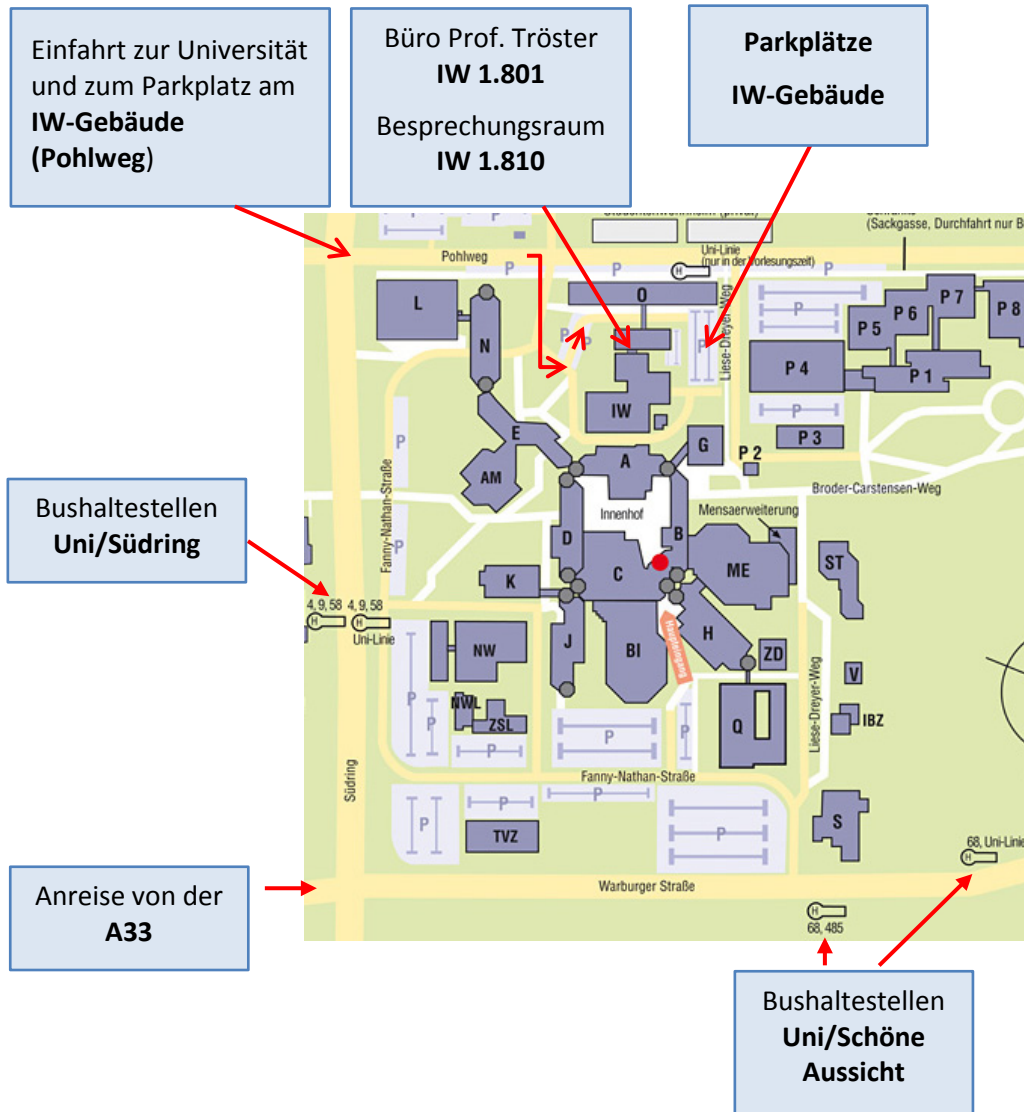 Einfahrt zur Universität
und zum Parkplatz am
IW-Gebäude
(Pohlweg)
Büro Prof. Tröster
IW 1.801
Besprechungsraum
IW 1.810
Parkplätze
IW-Gebäude
(Sackgasse, Durchfahrt nur B
Uni-Linie
(nur in der Vorlesungszeit)
Pohlweg
P
P
P
P
P
H
L
O
N
P
P
P
P
P 5
P 6
P 7
P 8
P 4
P 1
Liese-Dreyer-Weg
IW
P
P 3
E
A
G
P 2
AM
P
Fanny-Nathan-Straße
Broder-Carstensen-Weg
Innenhof
Mensaerweiterung
Bushaltestellen
Uni/Südring
P
D
B
C
ME
ST
K
4, 9, 58
4, 9, 58
H
H
Uni-Linie
Haupteingang
J
BI
H
ZD
NW
V
Liese-Dreyer-Weg
IBZ
NWL
ZSL
Q
P
P
P
P
P
Fanny-Nathan-Straße
Südring
P
P
P
P
TVZ
S
68, Uni-Linie
H
Warburger Straße
H
68, 485
Anreise von der
A33
Bushaltestellen
Uni/Schöne
Aussicht